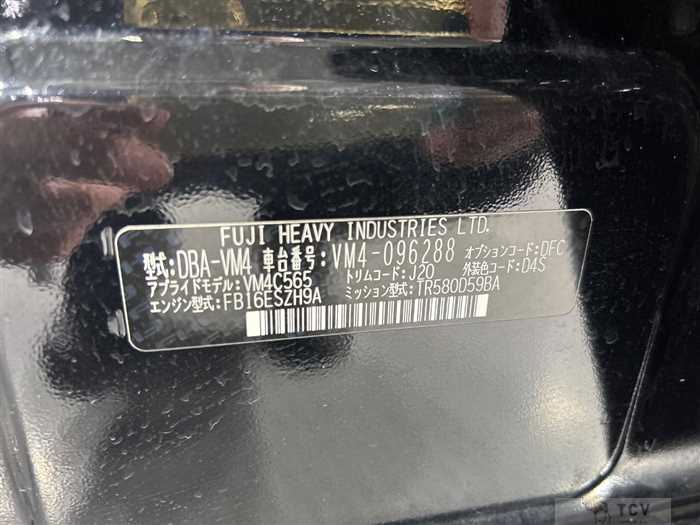 FUJI HEAVY INDUSTRIES LTD.
型式:DBA-VM4 車台番号:VM4-096288 オプションコード:DFC
アプライドモデル:VM4C565 トリムコード:J20 外装色コード:D4S
エンジン型式:FB16ESZH9A ミッション型式:TR580D59BA
TCV